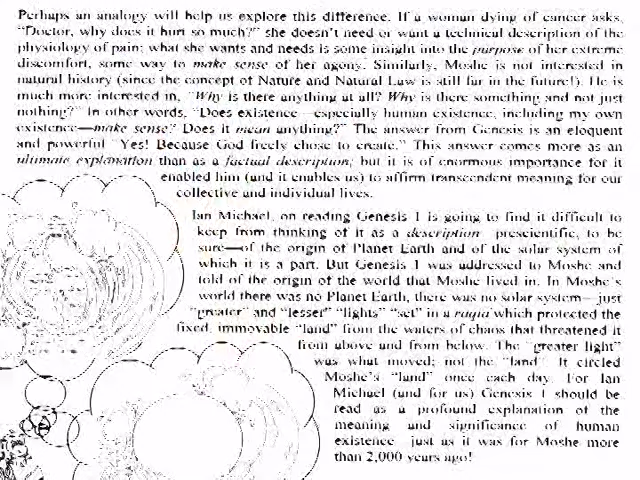 Perhaps an analogy will help us explore this difference. If a woman dying of cancer asks,
"Doctor, why does it hurt so much?" she doesn't need or want a technical description of the
physiology of pain; what she wants and needs is some insight into the purpose of her extreme
discomfort, some way to make sense of her agony. Similarly, Moshe is not interested in
natural history (since the concept of Nature and Natural Law is still far in the future!). He is
much more interested in, "Why is there anything at all? Why is there something and not just
nothing?" In other words, "Does existence—especially human existence, including my own
existence—make sense? Does it mean anything?" The answer from Genesis is an eloquent
and powerful "Yes! Because God freely chose to create." This answer comes more as an
ultimate explanation than as a factual description; but it is of enormous importance for it
enabled him (and it enables us) to affirm transcendent meaning for our
collective and individual lives.
Ian Michael, on reading Genesis 1 is going to find it difficult to
keep from thinking of it as a description—prescientific, to be
sure—of the origin of Planet Earth and of the solar system of
which it is a part. But Genesis 1 was addressed to Moshe and
told of the origin of the world that Moshe lived in. In Moshe's
world there was no Planet Earth, there was no solar system—just
"greater" and "lesser" "lights" "set" in a raqia which protected the
fixed, immovable "land" from the waters of chaos that threatened it
from above and from below. The "greater light"
was what moved; not the "land". It circled
Moshe's "land" once each day. For Ian
Michael (and for us) Genesis 1 should be
read as a profound explanation of the
meaning and significance of human
existence—just as it was for Moshe more
than 2,000 years ago!